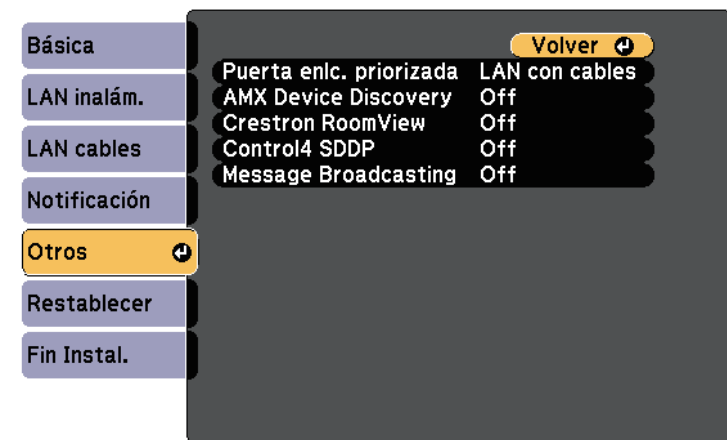 Básica
LAN inalám.
LAN cables
Notificación
Otros
Restablecer
Fin Instal.
Volver
Puerta enlc. priorizada LAN con cables
AMX Device Discovery Off
Crestron RoomView Off
Control4 SDDP Off
Message Broadcasting Off